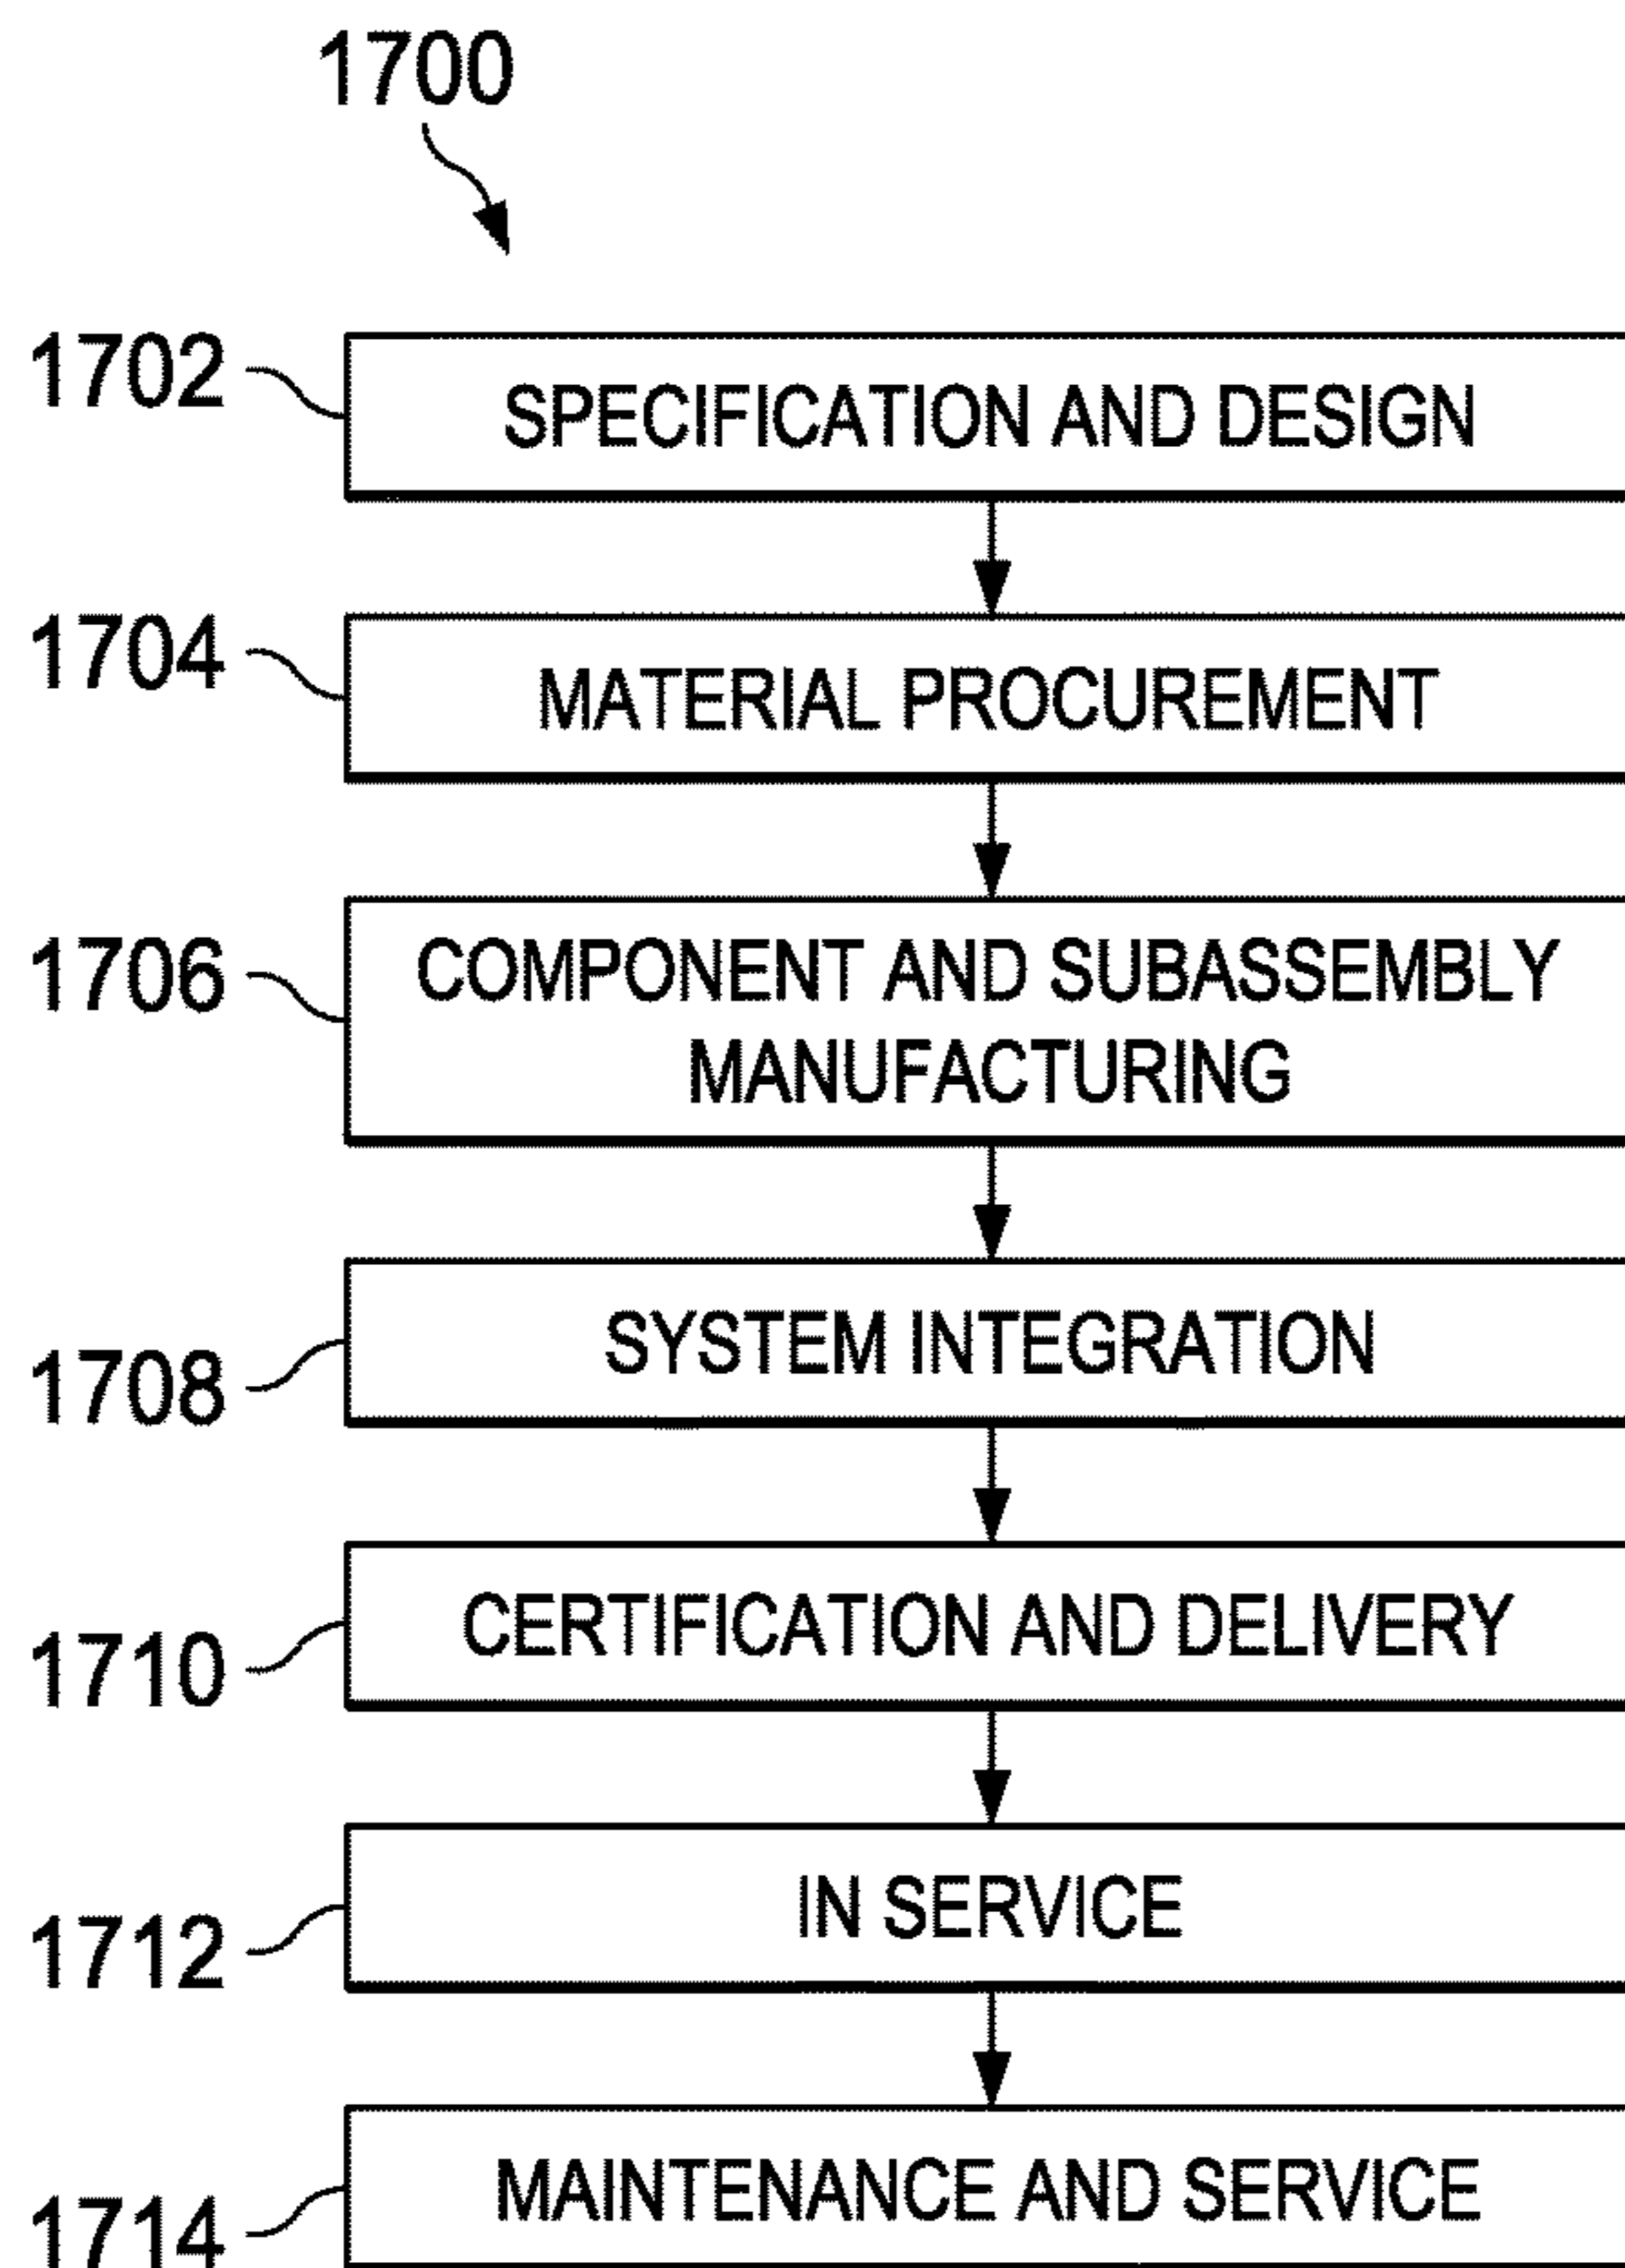 1700
1702
SPECIFICATION AND DESIGN
1704
MATERIAL PROCUREMENT
1706
COMPONENT AND SUBASSEMBLY
MANUFACTURING
1708
SYSTEM INTEGRATION
1710
CERTIFICATION AND DELIVERY
1712
IN SERVICE
1714
MAINTENANCE AND SERVICE